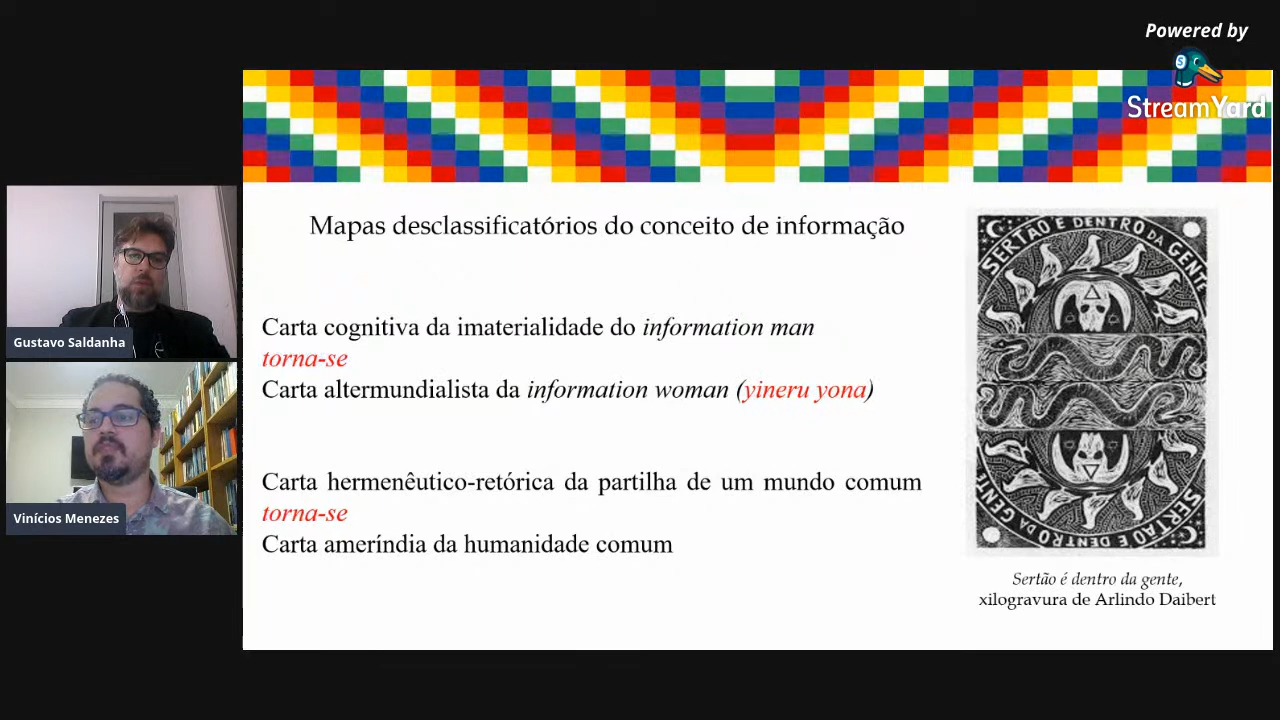 Powered by
StreamYard
Mapas desclassificatórios do conceito de informação
Carta cognitiva da imaterialidade do information man
torna-se
Carta altermundialista da information woman (yineru yona)
Carta hermenêutico-retórica da partilha de um mundo comum
torna-se
Carta ameríndia da humanidade comum
SERTÃO É DENTRO DA GENTE
SERTÃO É DENTRO DA GENTE
Sertão é dentro da gente,
xilogravura de Arlindo Daibert
Gustavo Saldanha
Vinícios Menezes